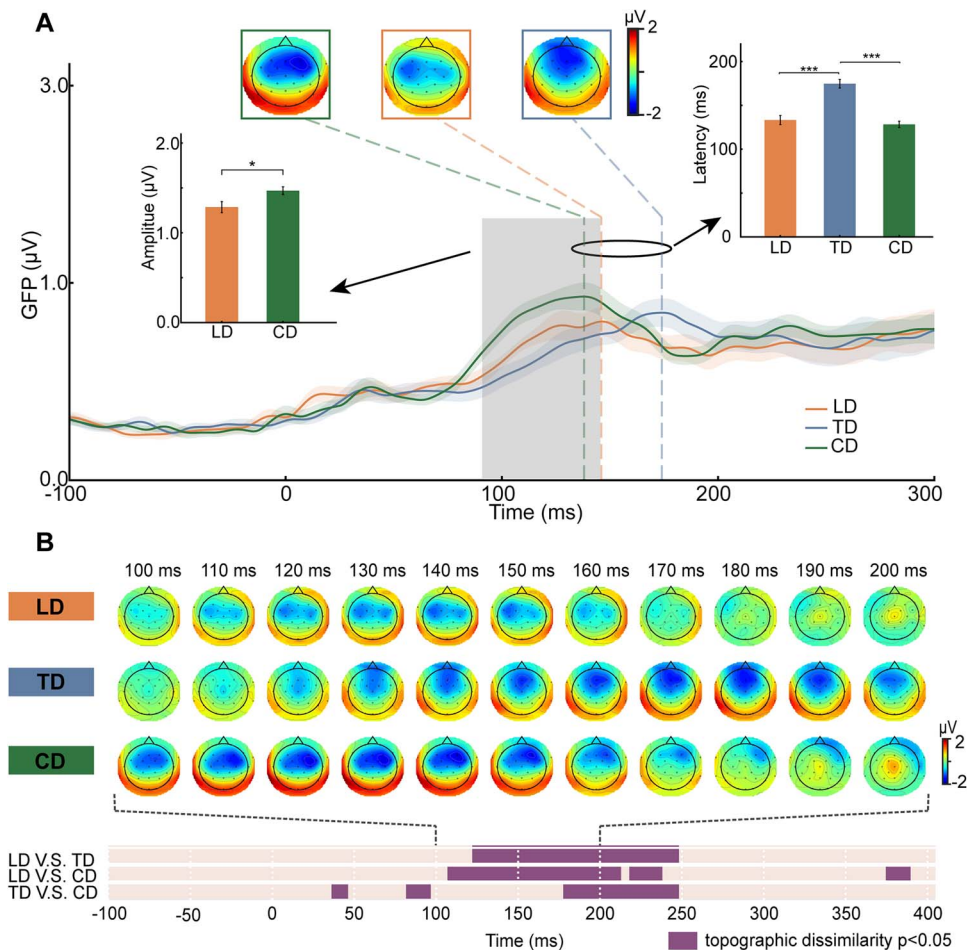 A
µV
2
-2
3.0
1.0
0.0
GFP (µV)
2.0
1.0
0.0
Amplitue (µV)
*
LD CD
200
100
0
Latency (ms)
*** ***
LD TD CD
LD
TD
CD
-100 0 100 200 300
Time (ms)
B
100 ms 110 ms 120 ms 130 ms 140 ms 150 ms 160 ms 170 ms 180 ms 190 ms 200 ms
LD
TD
CD
µV
2
-2
LD V.S. TD
LD V.S. CD
TD V.S. CD
-100 -50 0 50 100 150 200 250 300 350 400
Time (ms)
topographic dissimilarity p<0.05